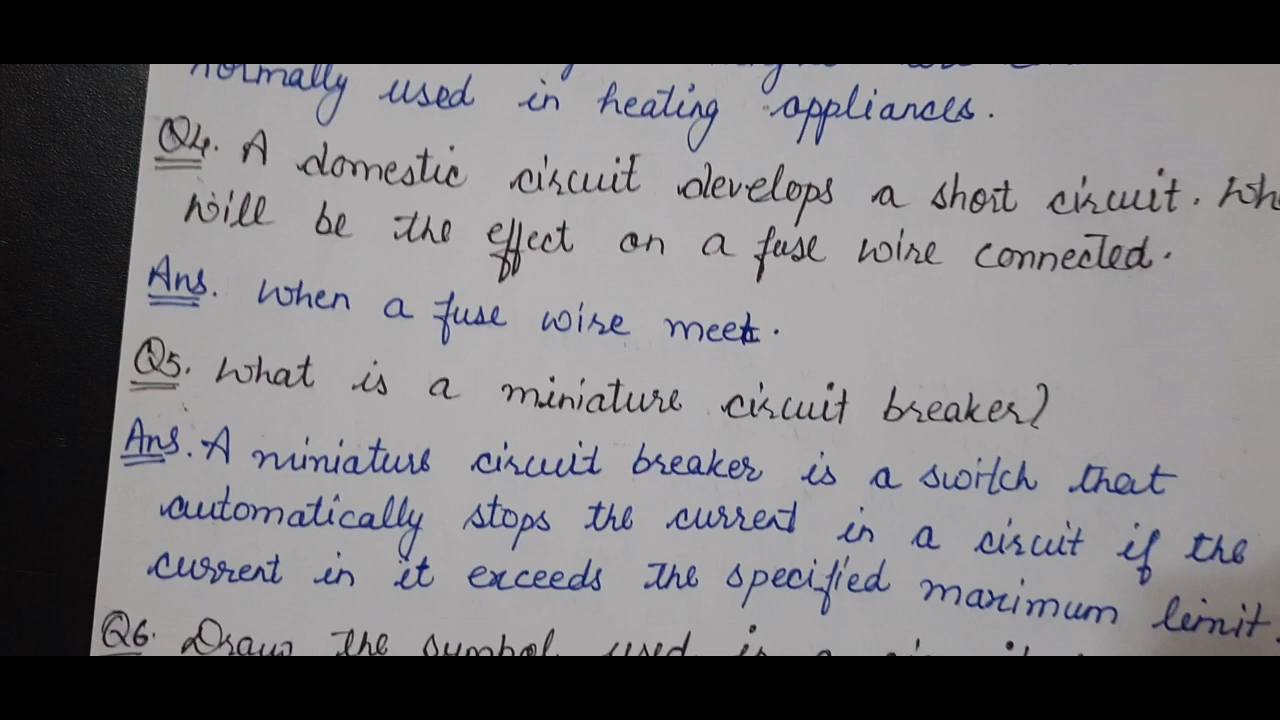 normally used in heating appliances.
Q4. A domestic circuit develops a short circuit.
will be the effect on a fuse wire connected.
Ans. When a fuse wire meet.
Q5. What is a miniature circuit breaker?
Ans. A miniature circuit breaker is a switch that
automatically stops the current in a circuit if the
current in it exceeds the specified maximum limit.
Q6. Draw the symbol used